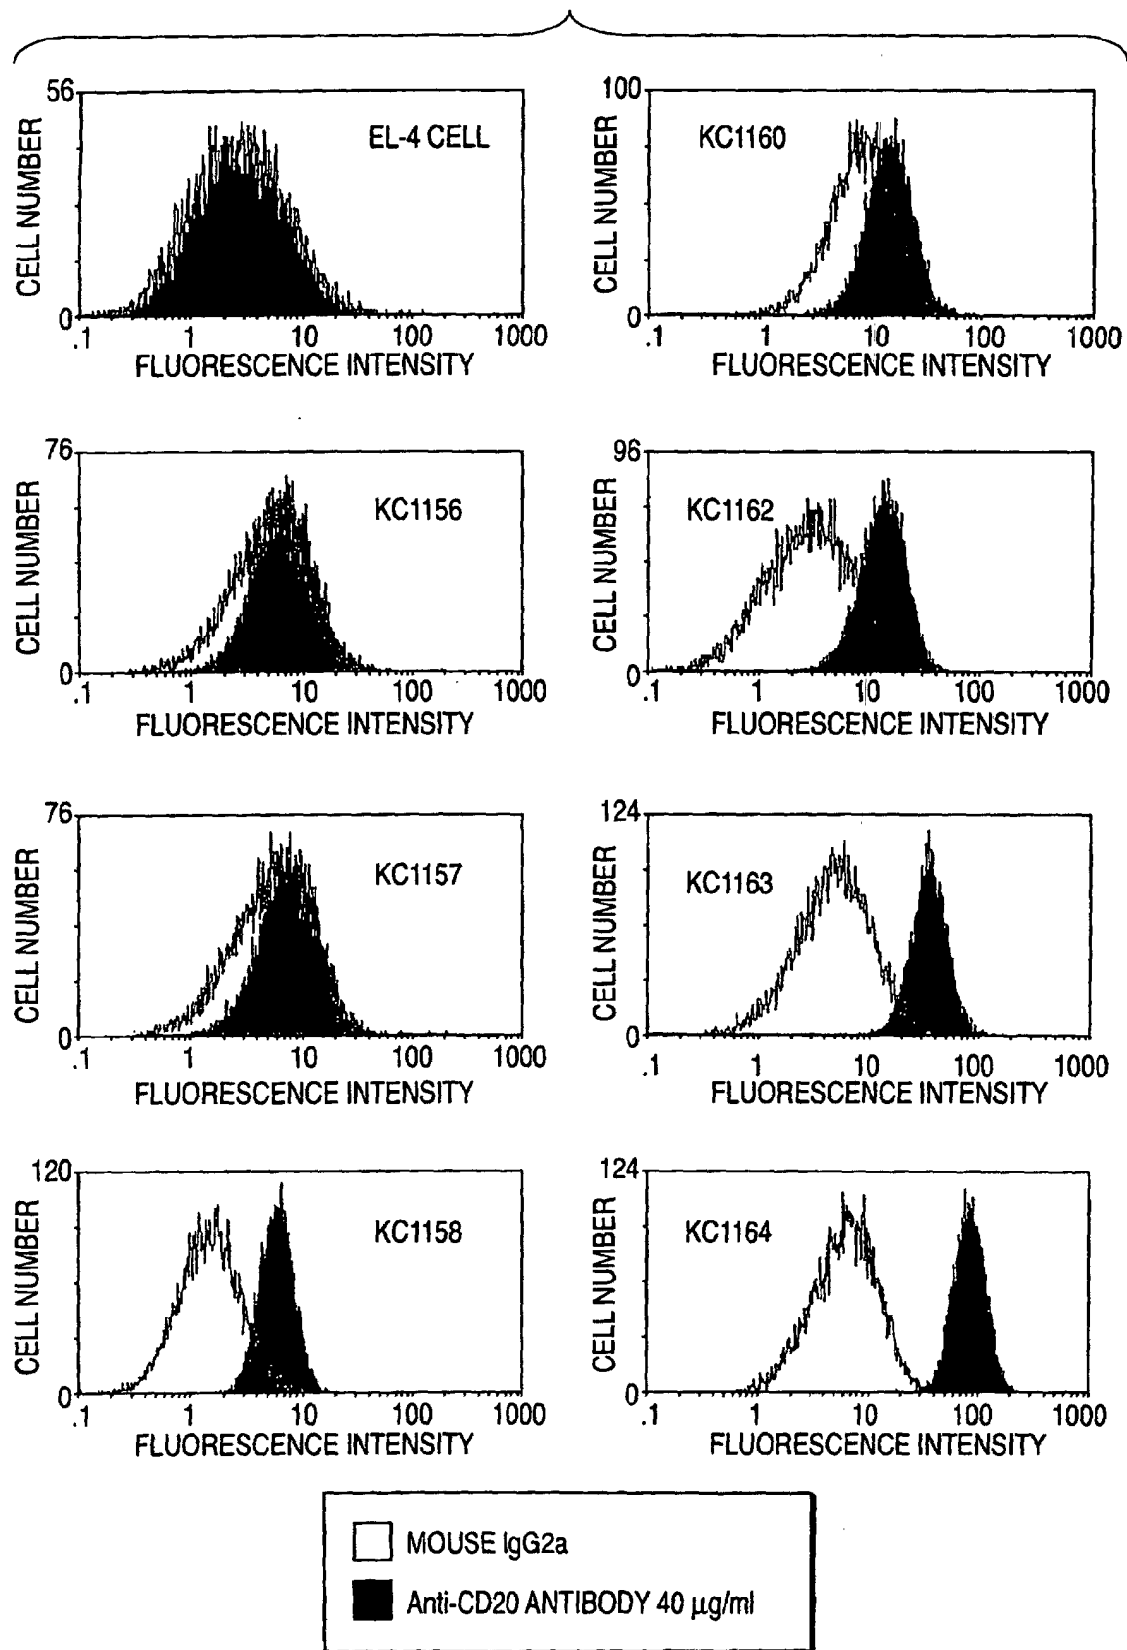 56
EL-4 CELL
CELL NUMBER
0
.1 1 10 100 1000
FLUORESCENCE INTENSITY
100
KC1160
CELL NUMBER
0
.1 1 10 100 1000
FLUORESCENCE INTENSITY
76
KC1156
CELL NUMBER
0
.1 1 10 100 1000
FLUORESCENCE INTENSITY
96
KC1162
CELL NUMBER
0
.1 1 10 100 1000
FLUORESCENCE INTENSITY
76
KC1157
CELL NUMBER
0
.1 1 10 100 1000
FLUORESCENCE INTENSITY
124
KC1163
CELL NUMBER
0
.1 1 10 100 1000
FLUORESCENCE INTENSITY
120
KC1158
CELL NUMBER
0
.1 1 10 100 1000
FLUORESCENCE INTENSITY
124
KC1164
CELL NUMBER
0
.1 1 10 100 1000
FLUORESCENCE INTENSITY
MOUSE IgG2a
Anti-CD20 ANTIBODY 40 µg/ml